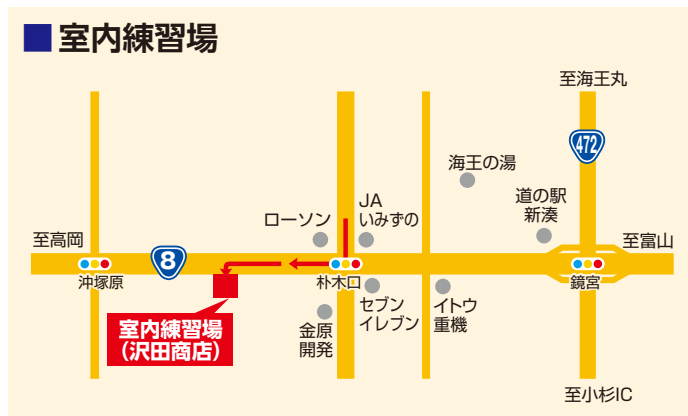 室内練習場
至海王丸
472
海王の湯
道の駅
新湊
JA
いみずの
ローソン
至高岡
8
至富山
沖塚原
朴木口
鏡宮
セブン
イレブン
イトウ
重機
金原
開発
室内練習場
(沢田商店)
至小杉IC